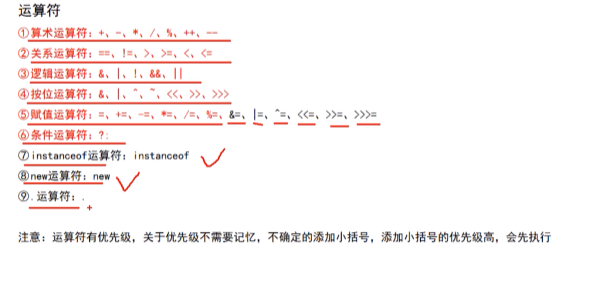 运算符
①算术运算符：+、-、*、/、%、++、--
②关系运算符：==、!=、>、>=、<、<=
③逻辑运算符：&、|、!、&&、||
④按位运算符：&、|、^、~、<<、>>、>>>
⑤赋值运算符：=、+=、-=、*=、/=、%=、&=、|=、^=、<<=、>>=、>>>=
⑥条件运算符：?:
⑦instanceof运算符：instanceof
⑧new运算符：new
⑨.运算符：.
注意：运算符有优先级，关于优先级不需要记忆，不确定的添加小括号，添加小括号的优先级高，会先执行